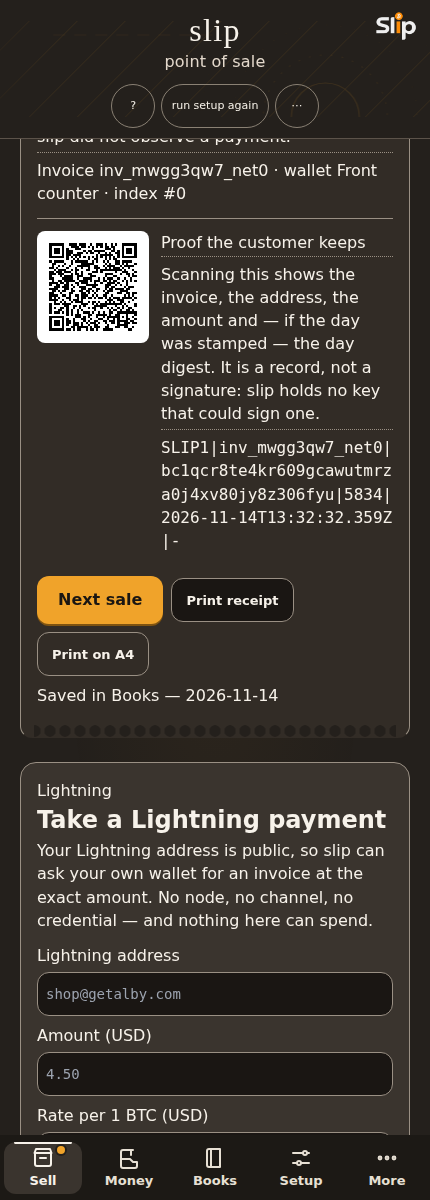 slip
Slip
point of sale
?
run setup again
...
slip did not observe a payment.
Invoice inv_mwgg3qw7_net0 · wallet Front
counter · index #0
Proof the customer keeps
Scanning this shows the
invoice, the address, the
amount and — if the day
was stamped — the day
digest. It is a record, not a
signature: slip holds no key
that could sign one.
SLIP1|inv_mwgg3qw7_net0|
bc1qcr8te4kr609gcawutmrz
a0j4xv80jy8z306fyu|5834|
2026-11-14T13:32:32.359Z
|-
Next sale
Print receipt
Print on A4
Saved in Books — 2026-11-14
Lightning
Take a Lightning payment
Your Lightning address is public, so slip can
ask your own wallet for an invoice at the
exact amount. No node, no channel, no
credential — and nothing here can spend.
Lightning address
shop@getalby.com
Amount (USD)
4.50
Rate per 1 BTC (USD)
Sell
Money
Books
Setup
More